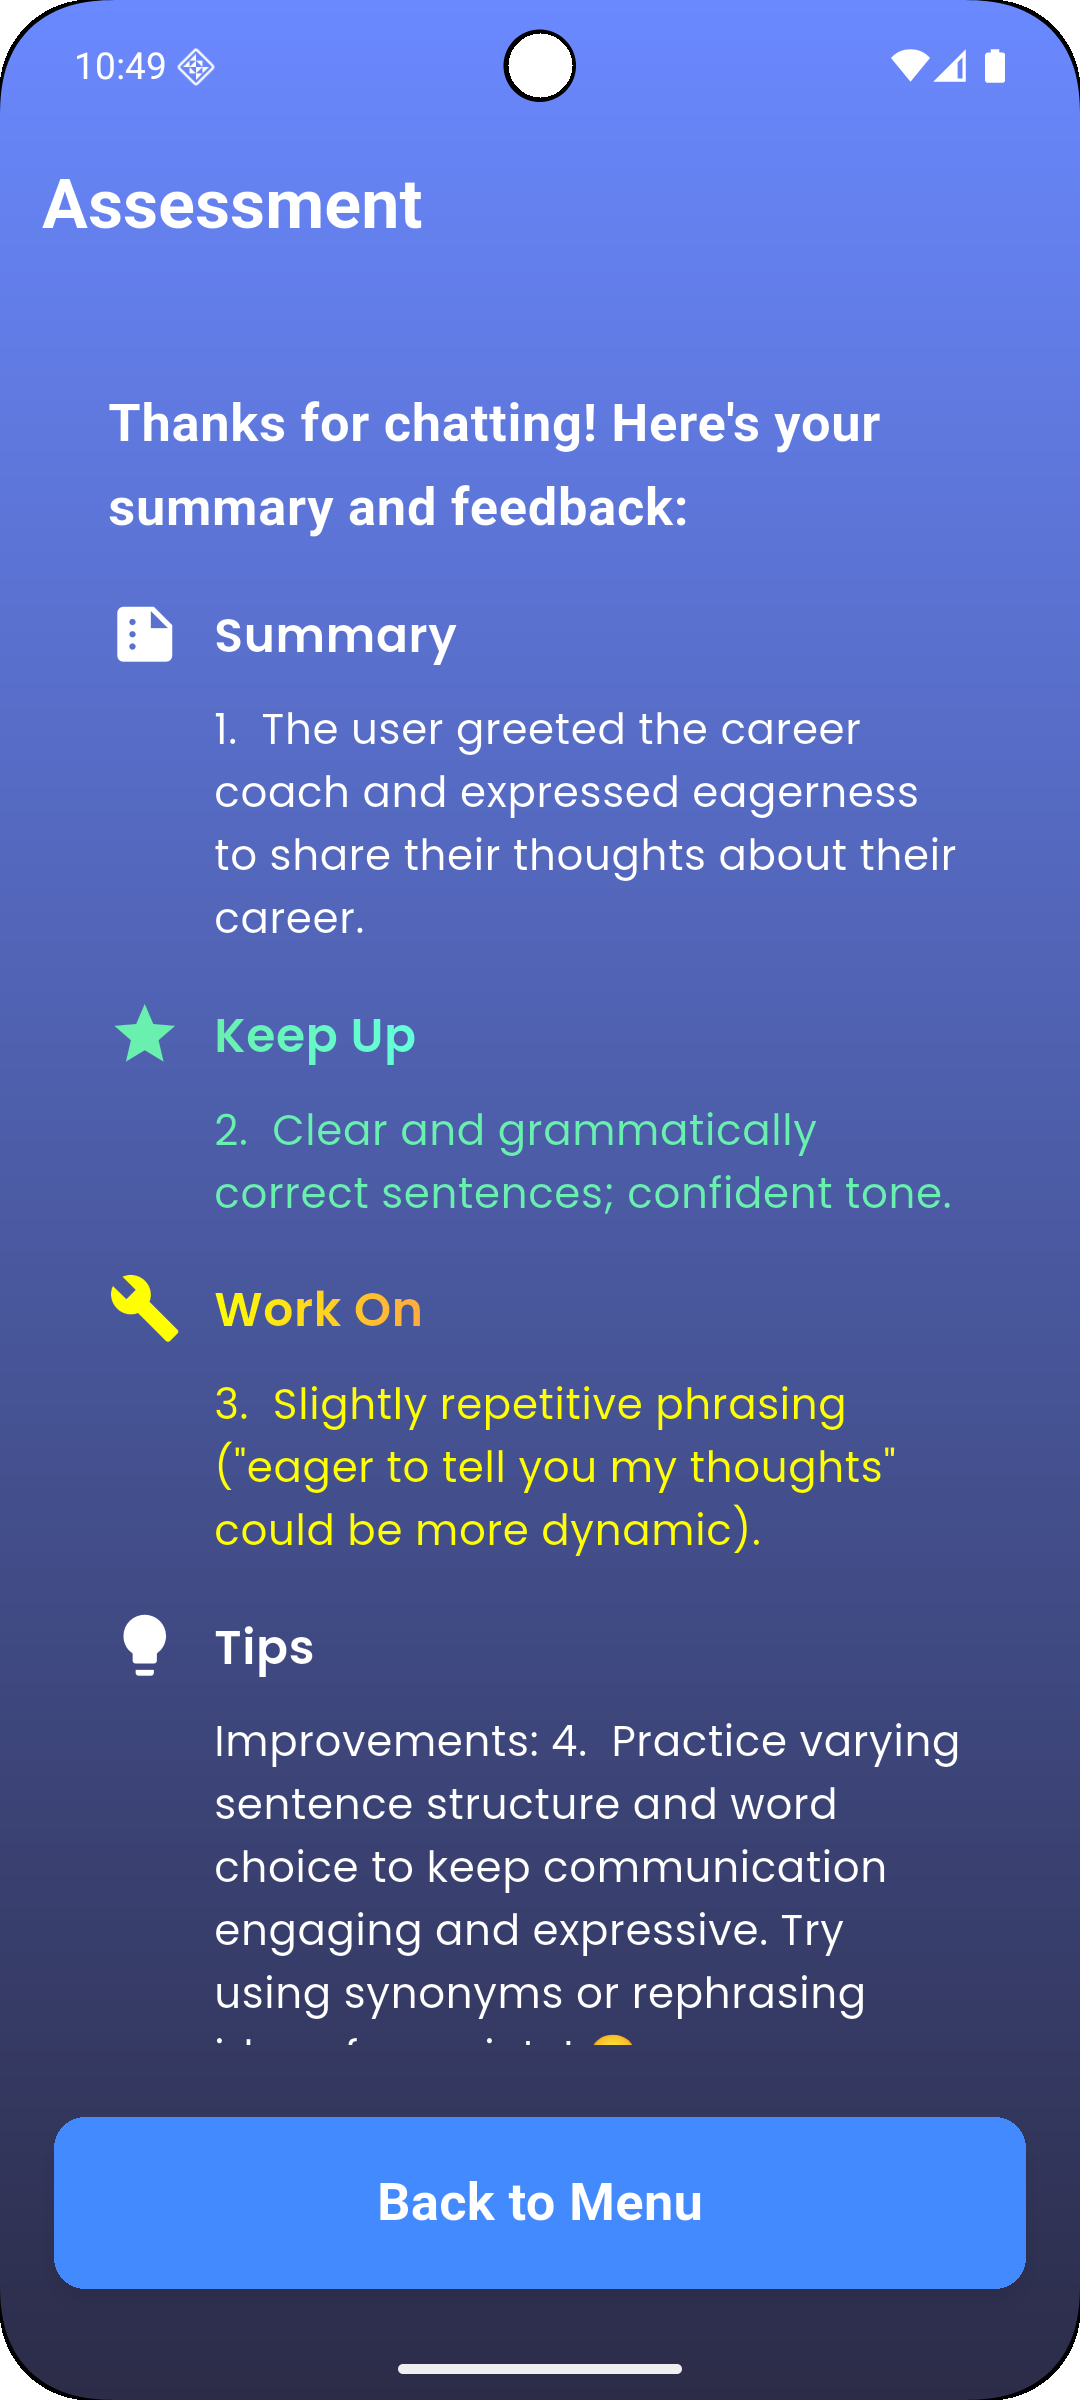 10:49
Assessment
Thanks for chatting! Here's your
summary and feedback:
Summary
1.  The user greeted the career
coach and expressed eagerness
to share their thoughts about their
career.
Keep Up
2.  Clear and grammatically
correct sentences; confident tone.
Work On
3.  Slightly repetitive phrasing
("eager to tell you my thoughts"
could be more dynamic).
Tips
Improvements: 4.  Practice varying
sentence structure and word
choice to keep communication
engaging and expressive. Try
using synonyms or rephrasing
Back to Menu